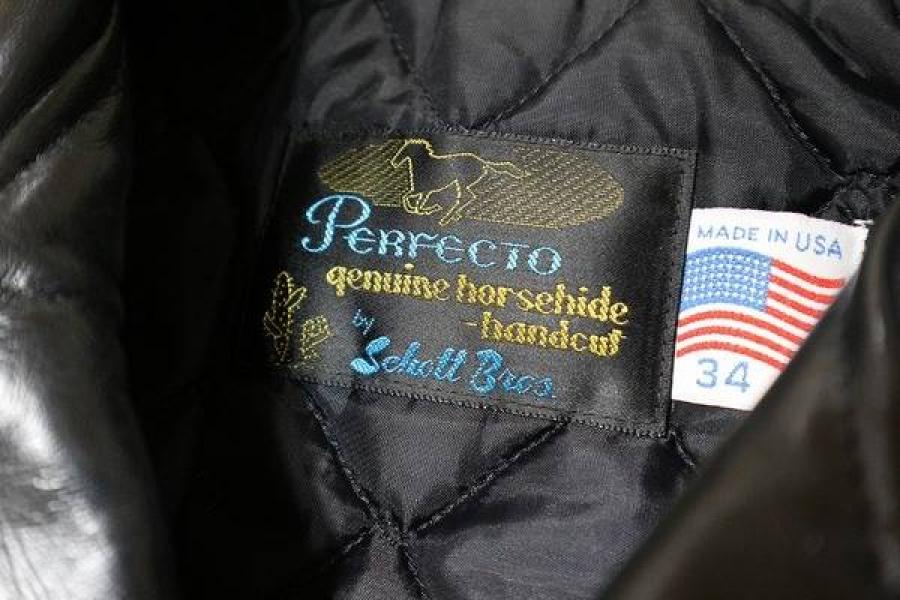 Perfecto
genuine horsehide
-handcut
by
Schott Bros.
MADE IN USA
34